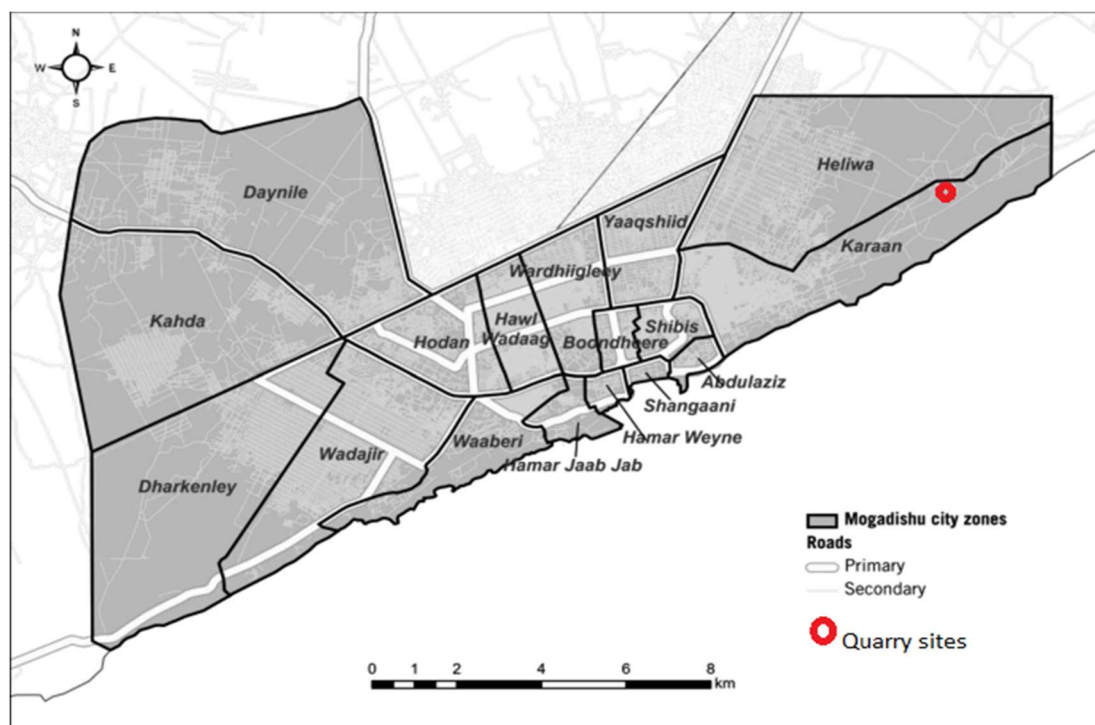 N
W E
S
Daynile
Heliwa
Yaaqshiid
Karaan
Wardhiigleey
Kahda
Hawl
Wadaag
Hodan
Shibis
Boondheere
Abdulaziz
Shangaani
Hamar Weyne
Waaberi
Wadajir
Hamar Jaab Jab
Dharkenley
Mogadishu city zones
Roads
Primary
Secondary
Quarry sites
0 1 2 4 6 8
km